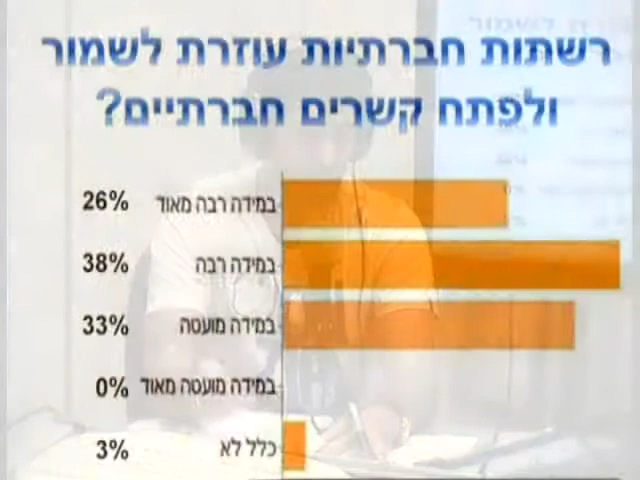 רשתות חברתיות עוזרת לשמור
ולפתח קשרים חברתיים?
במידה רבה מאוד 26%
במידה רבה 38%
במידה מועטה 33%
במידה מועטה מאוד 0%
כלל לא 3%